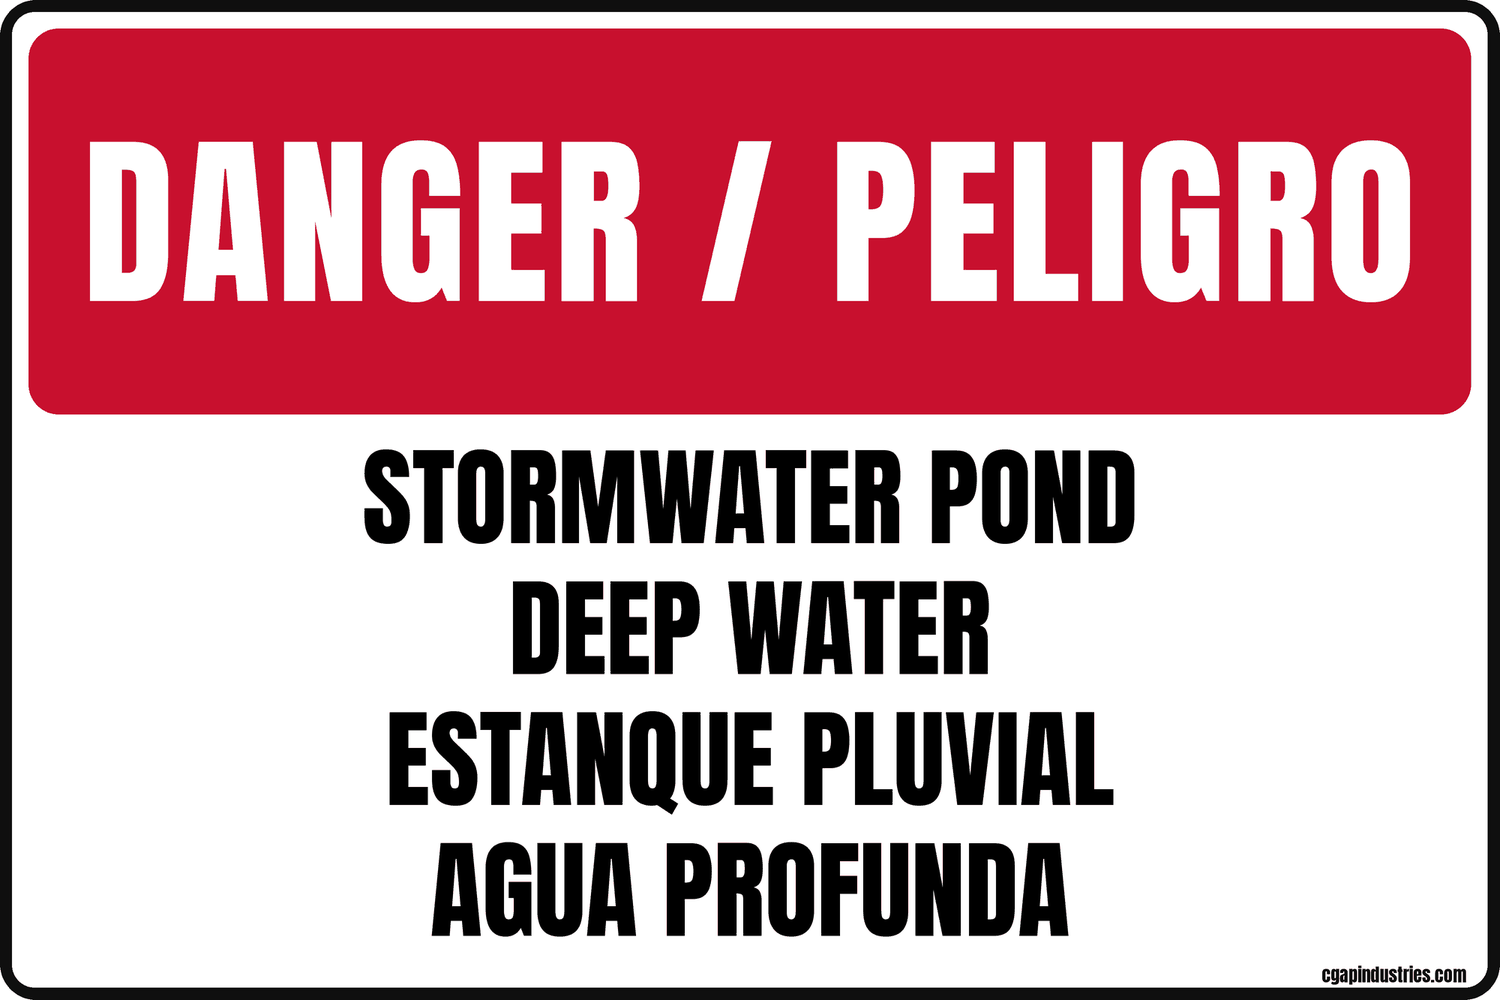 DANGER / PELIGRO
STORMWATER POND
DEEP WATER
ESTANQUE PLUVIAL
AGUA PROFUNDA
cgapindustries.com